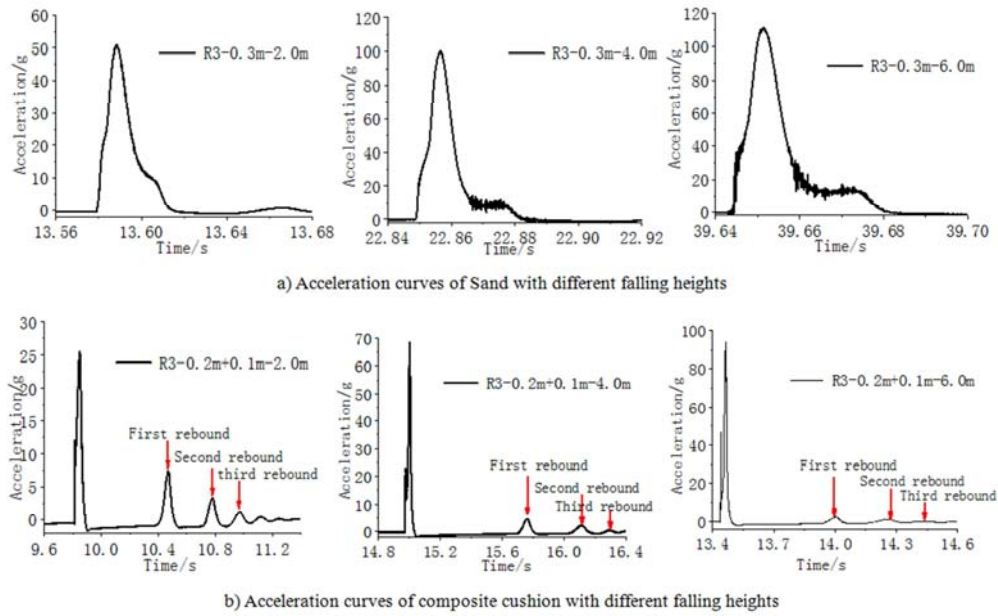 60
50
40
30
20
10
0
Acceleration/g
R3-0.3m-2.0m
13.56 13.60 13.64 13.68
Time/s
120
100
80
60
40
20
0
Acceleration/g
R3-0.3m-4.0m
22.84 22.86 22.88 22.90 22.92
Time/s
120
100
80
60
40
20
0
Acceleration/g
R3-0.3m-6.0m
39.64 39.66 39.68 39.70
Time/s
a) Acceleration curves of Sand with different falling heights
30
25
20
15
10
5
0
Acceleration/g
R3-0.2m+0.1m-2.0m
First rebound
Second rebound
third rebound
9.6 10.0 10.4 10.8 11.2
Time/s
70
60
50
40
30
20
10
0
Acceleration/g
R3-0.2m+0.1m-4.0m
First rebound
Second rebound
Third rebound
14.8 15.2 15.6 16.0 16.4
Time/s
100
80
60
40
20
0
Acceleration/g
R3-0.2m+0.1m-6.0m
First rebound
Second rebound
Third rebound
13.4 13.7 14.0 14.3 14.6
Time/s
b) Acceleration curves of composite cushion with different falling heights